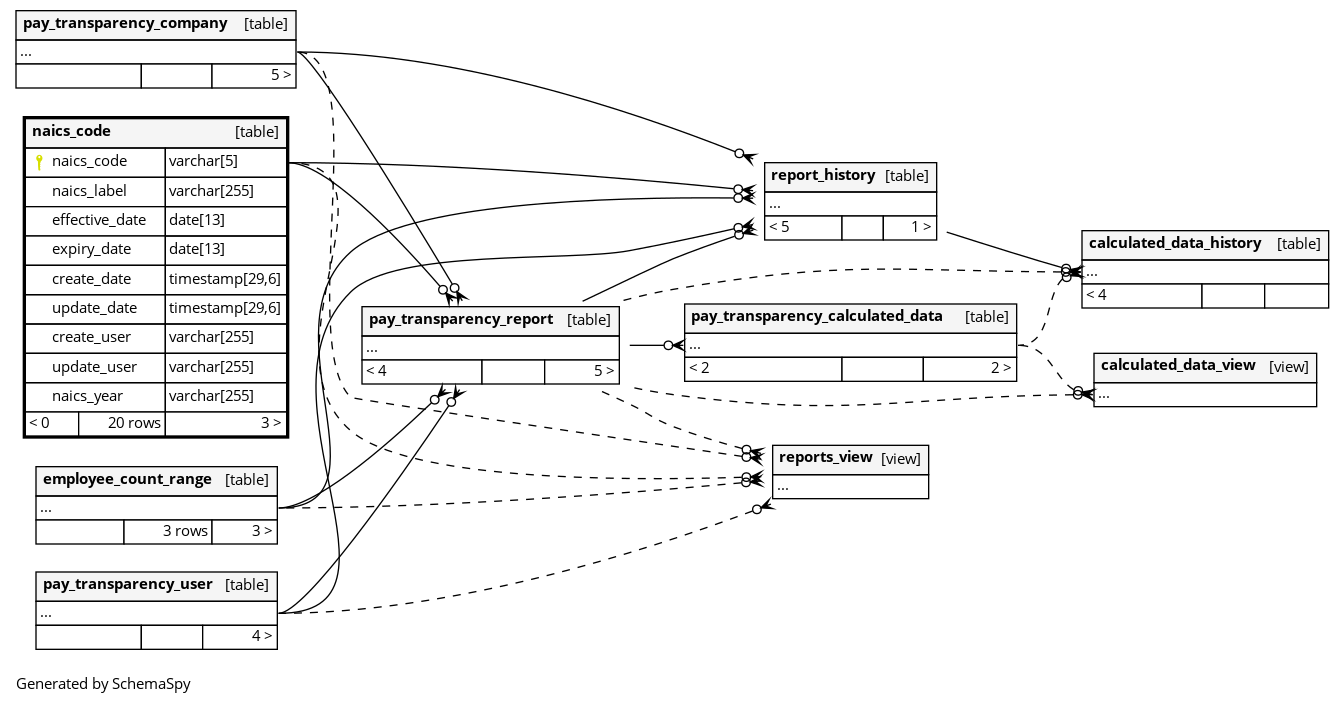 pay_transparency_company [table]
...
5 >
naics_code [table]
naics_code varchar[5]
naics_label varchar[255]
effective_date date[13]
expiry_date date[13]
create_date timestamp[29,6]
update_date timestamp[29,6]
create_user varchar[255]
update_user varchar[255]
naics_year varchar[255]
< 0 20 rows 3 >
employee_count_range [table]
...
3 rows 3 >
pay_transparency_user [table]
...
4 >
pay_transparency_report [table]
...
< 4 5 >
report_history [table]
...
< 5 1 >
pay_transparency_calculated_data [table]
...
< 2 2 >
reports_view [view]
...
calculated_data_history [table]
...
< 4
calculated_data_view [view]
...
Generated by SchemaSpy